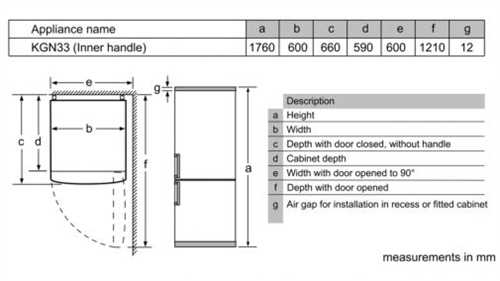 Appliance name a b c d e f g
KGN33 (Inner handle) 1760 600 660 590 600 1210 12
e
g
b
d
c
f
a
Description
a Height
b Width
c Depth with door closed, without handle
d Cabinet depth
e Width with door opened to 90°
f Depth with door opened
g Air gap for installation in recess or fitted cabinet
measurements in mm